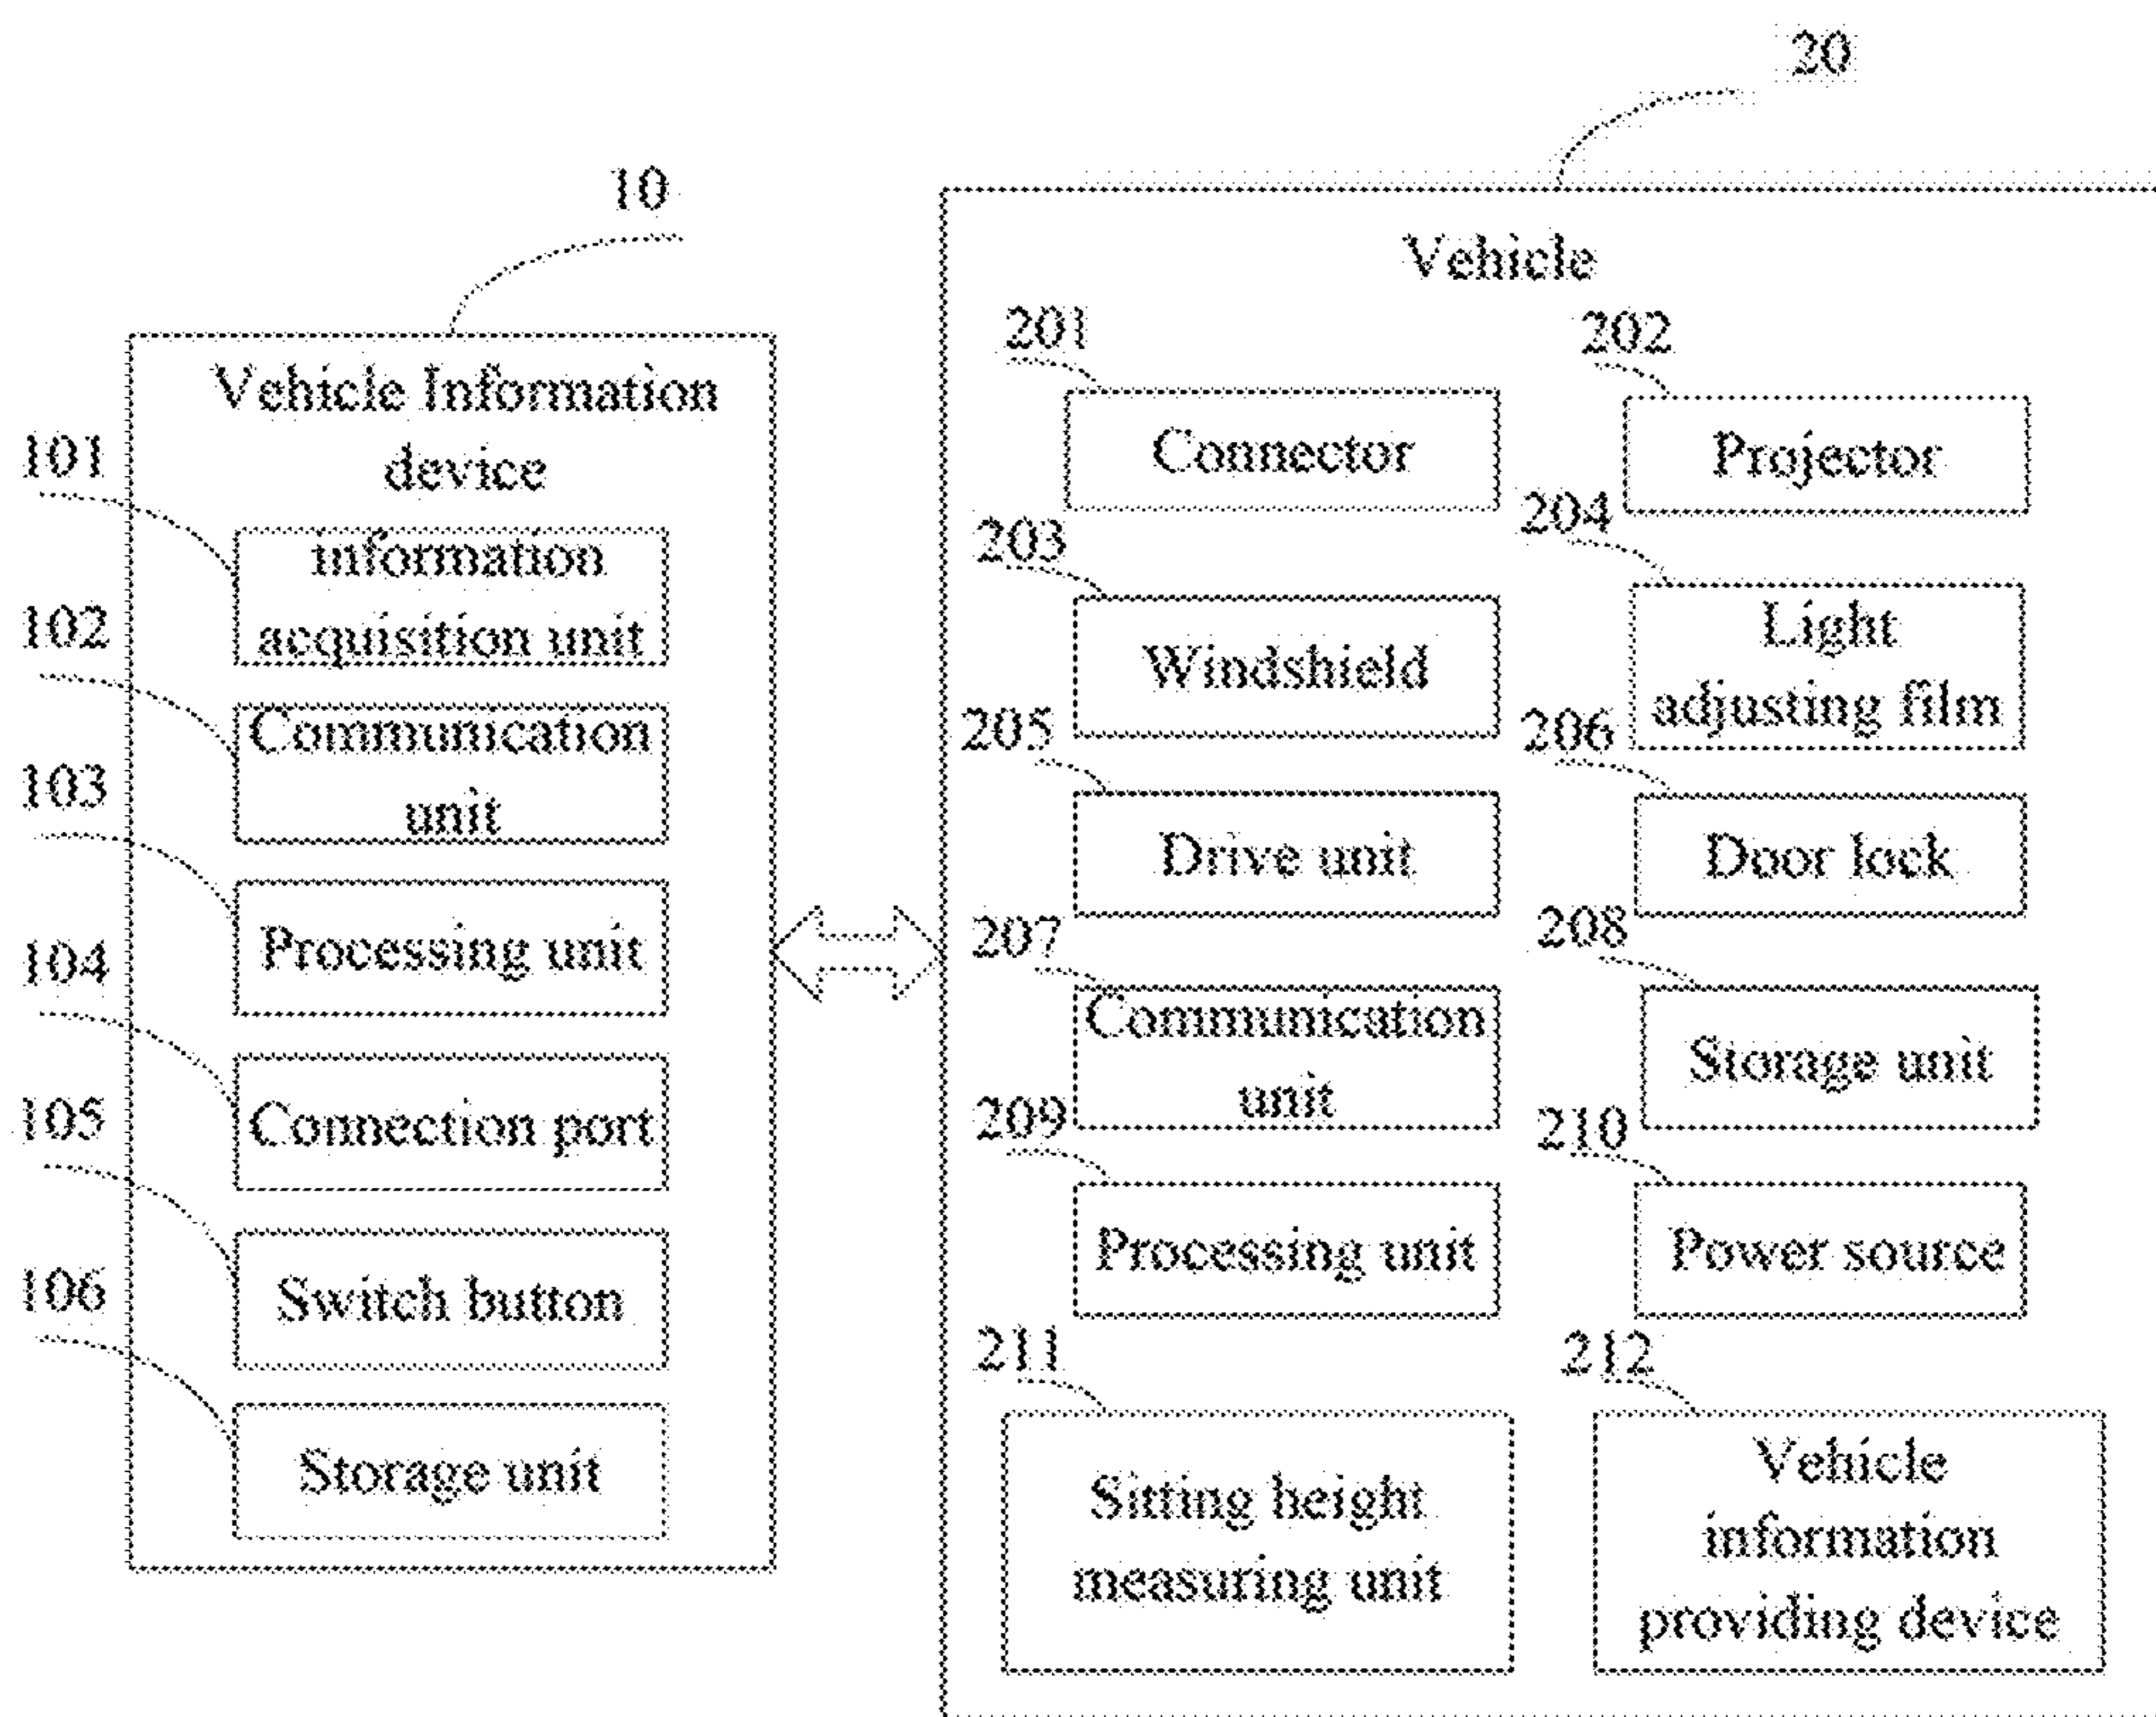 20
10
Vehicle
Vehicle Information
device
101
information
acquisition unit
102
Communication
unit
103
Processing unit
104
Connection port
105
Switch button
106
Storage unit
201
Connector
202
Projector
203
Windshield
204
Light
adjusting film
205
Drive unit
206
Door lock
207
Communication
unit
208
Storage unit
209
Processing unit
210
Power source
211
Sitting height
measuring unit
212
Vehicle
information
providing device